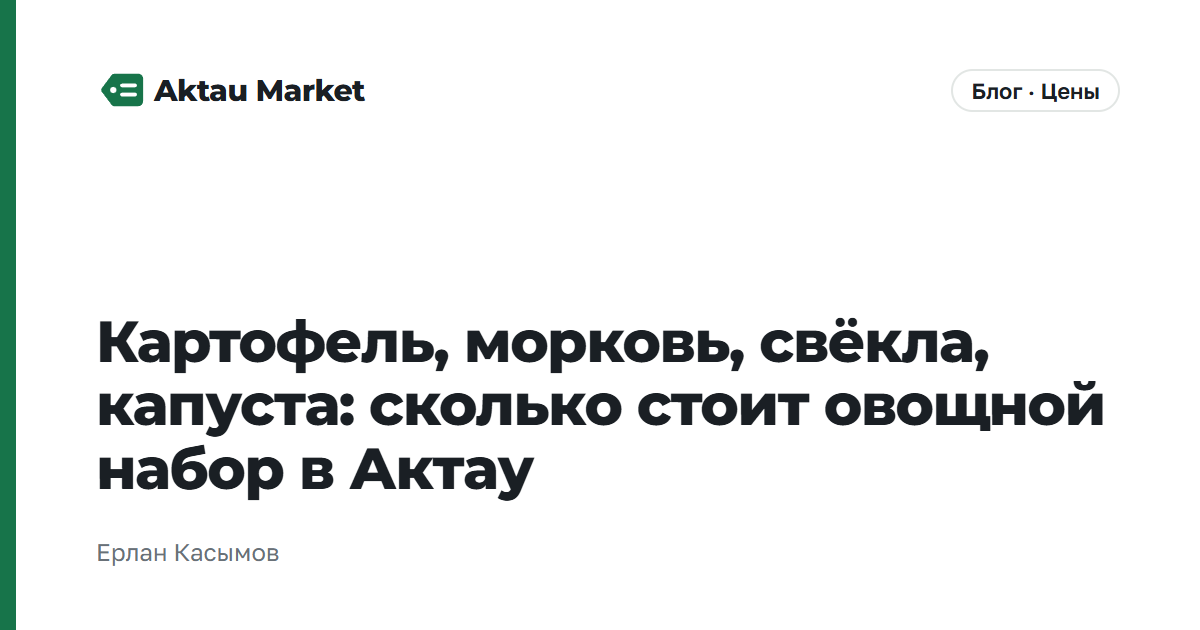 Aktau Market
Блог · Цены
Картофель, морковь, свёкла,
капуста: сколько стоит овощной
набор в Актау
Ерлан Касымов